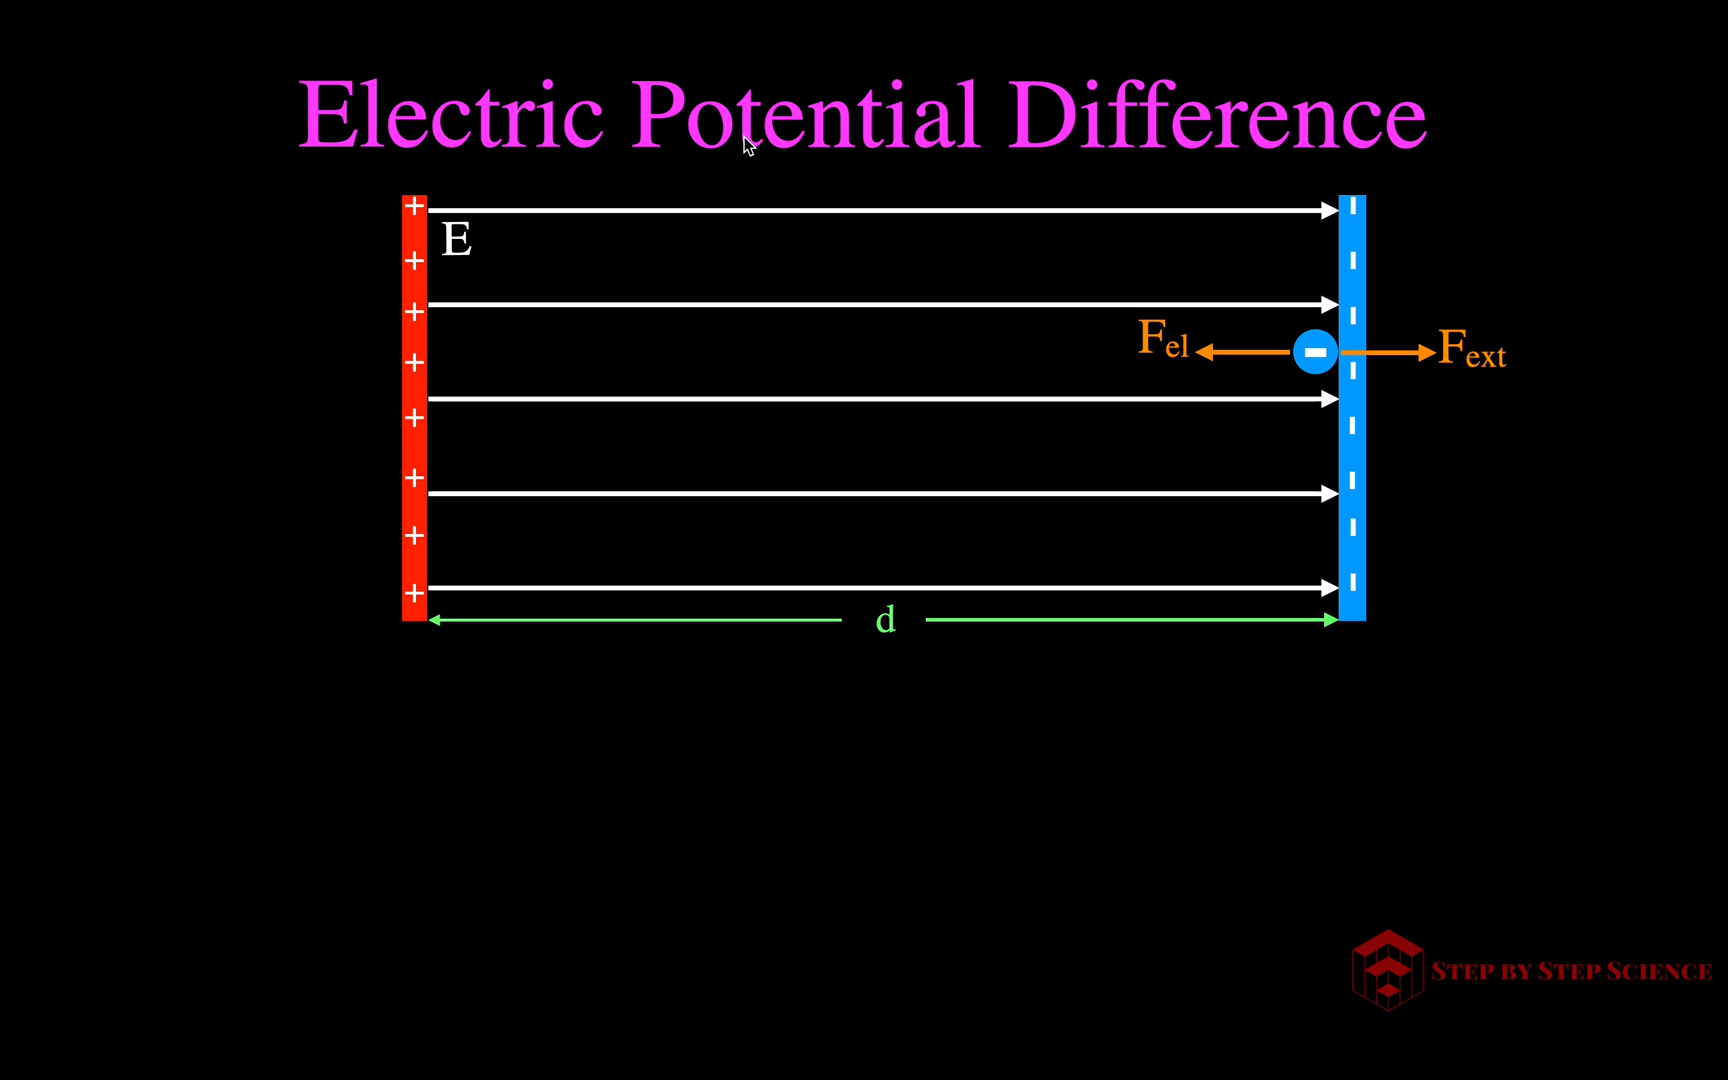 Electric Potential Difference
+ -
E
+ -
+ -
Fel - Fext
+ -
+ -
+ -
+ -
+ -
d
STEP BY STEP SCIENCE